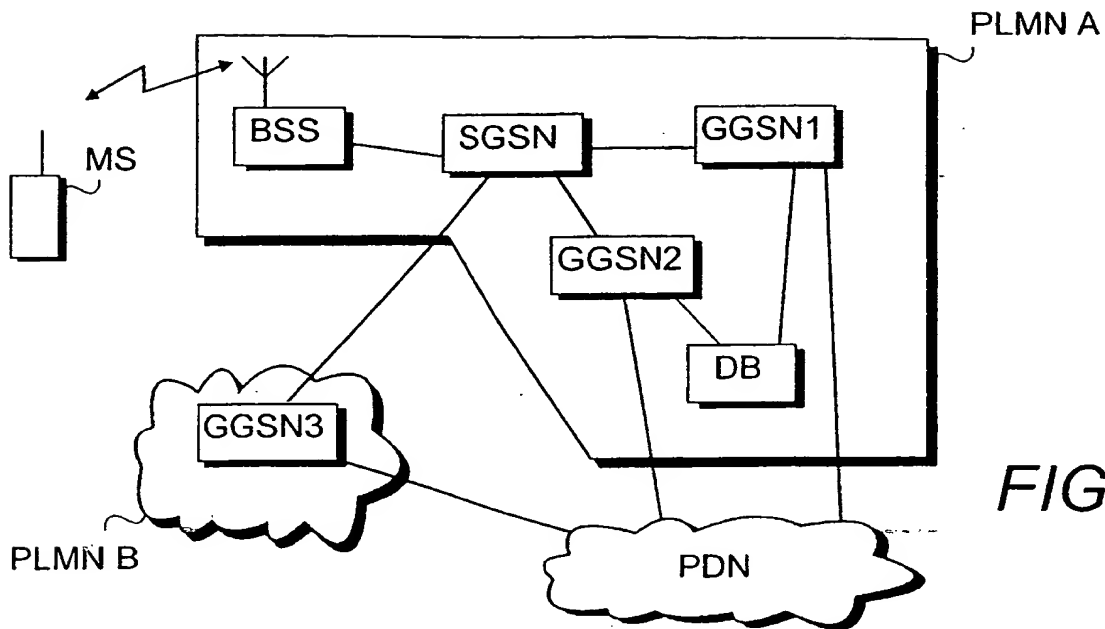 PLMN A
BSS
SGSN
GGSN1
MS
GGSN2
DB
GGSN3
FIG
PLMN B
PDN